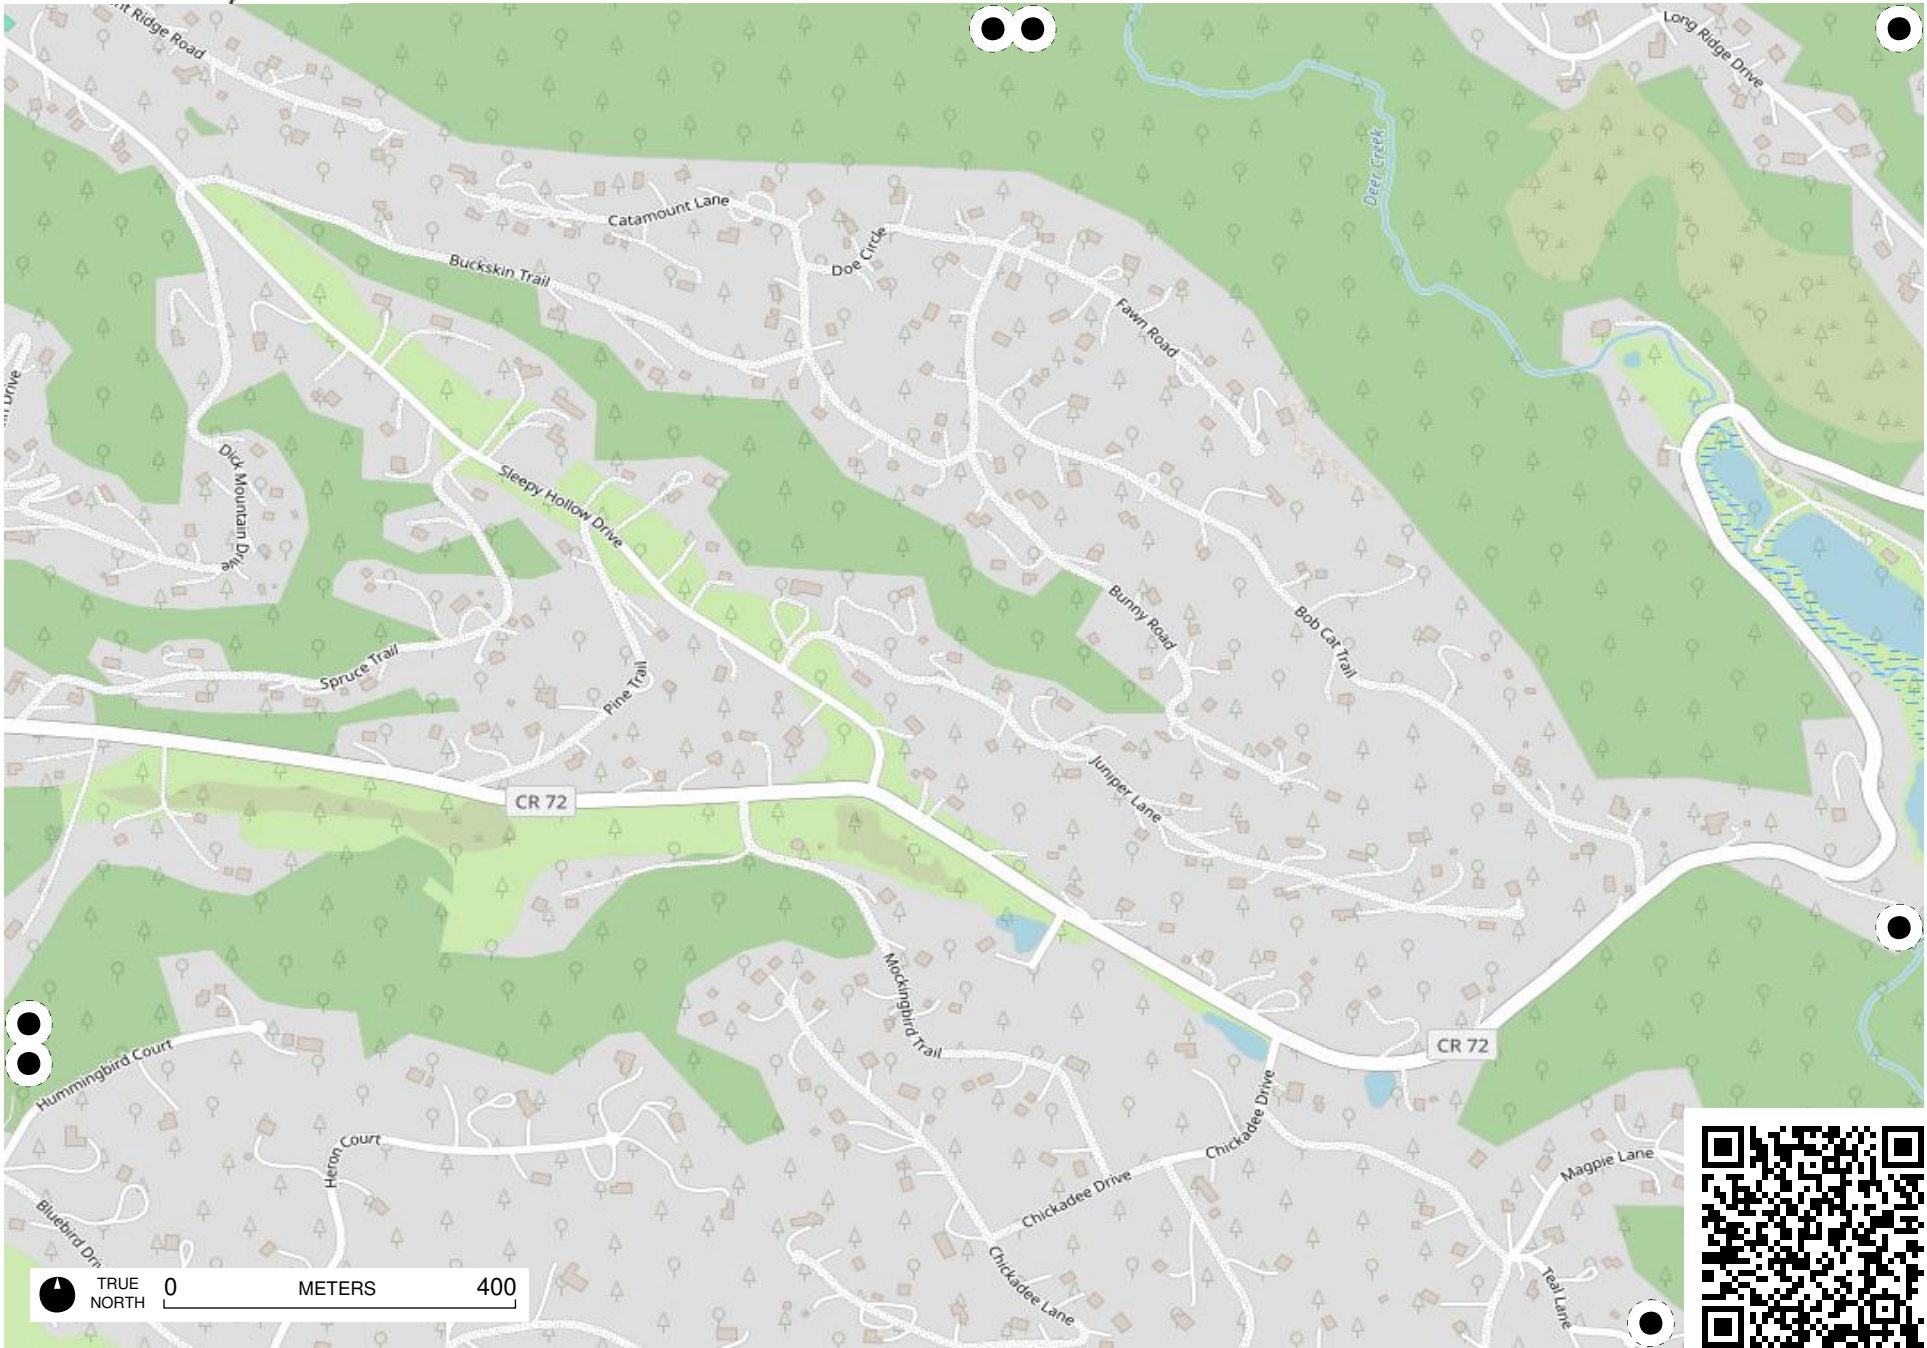 Ridge Road
Long Ridge Drive
Deer Creek
Catamount Lane
Doe Circle
Buckskin Trail
Fawn Road
Drive
Dick Mountain Drive
Sleepy Hollow Drive
Bunny Road
Bob Cat Trail
Spruce Trail
Pine Trail
Juniper Lane
CR 72
Mockingbird Trail
CR 72
Hummingbird Court
Chickadee Drive
Heron Court
Magpie Lane
Chickadee Drive
Bluebird
Chickadee Lane
Teal Lane
TRUE
NORTH
0 METERS 400